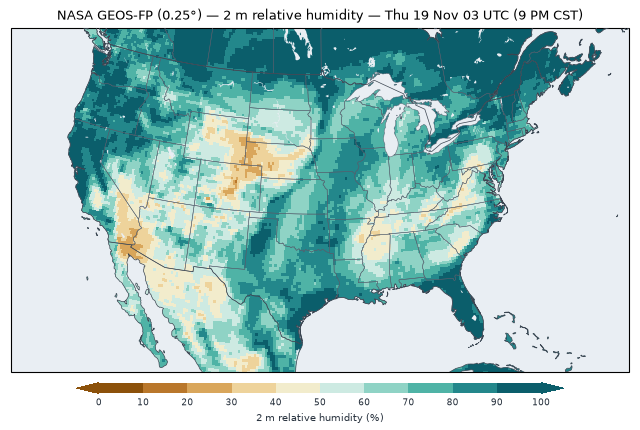 NASA GEOS-FP (0.25°) — 2 m relative humidity — Thu 19 Nov 03 UTC (9 PM CST)
0 10 20 30 40 50 60 70 80 90 100
2 m relative humidity (%)